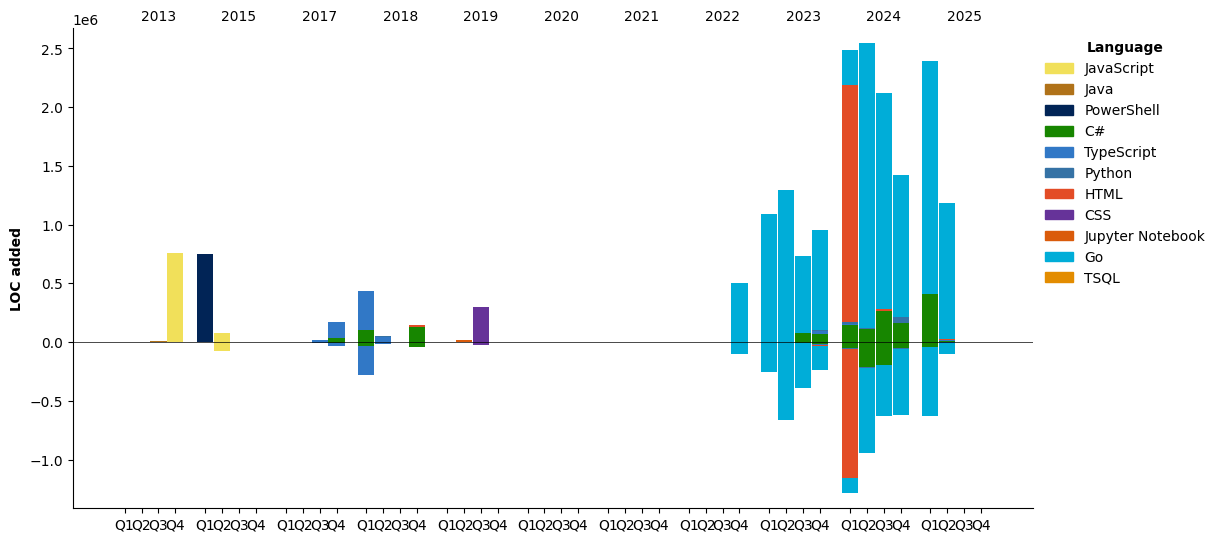 1e6
2013 2015 2017 2018 2019 2020 2021 2022 2023 2024 2025
2.5
2.0
1.5
1.0
0.5
0.0
−0.5
−1.0
LOC added
Q1Q2Q3Q4 Q1Q2Q3Q4 Q1Q2Q3Q4 Q1Q2Q3Q4 Q1Q2Q3Q4 Q1Q2Q3Q4 Q1Q2Q3Q4 Q1Q2Q3Q4 Q1Q2Q3Q4 Q1Q2Q3Q4 Q1Q2Q3Q4
Language
JavaScript
Java
PowerShell
C#
TypeScript
Python
HTML
CSS
Jupyter Notebook
Go
TSQL